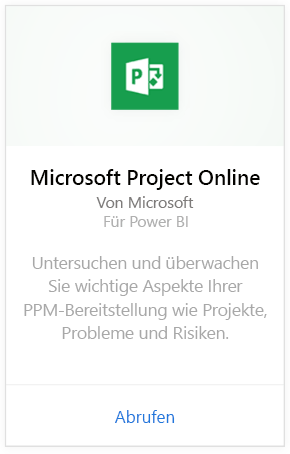 P
Microsoft Project Online
Von Microsoft
Für Power BI
Untersuchen und überwachen
Sie wichtige Aspekte Ihrer
PPM-Bereitstellung wie Projekte,
Probleme und Risiken.
Abrufen